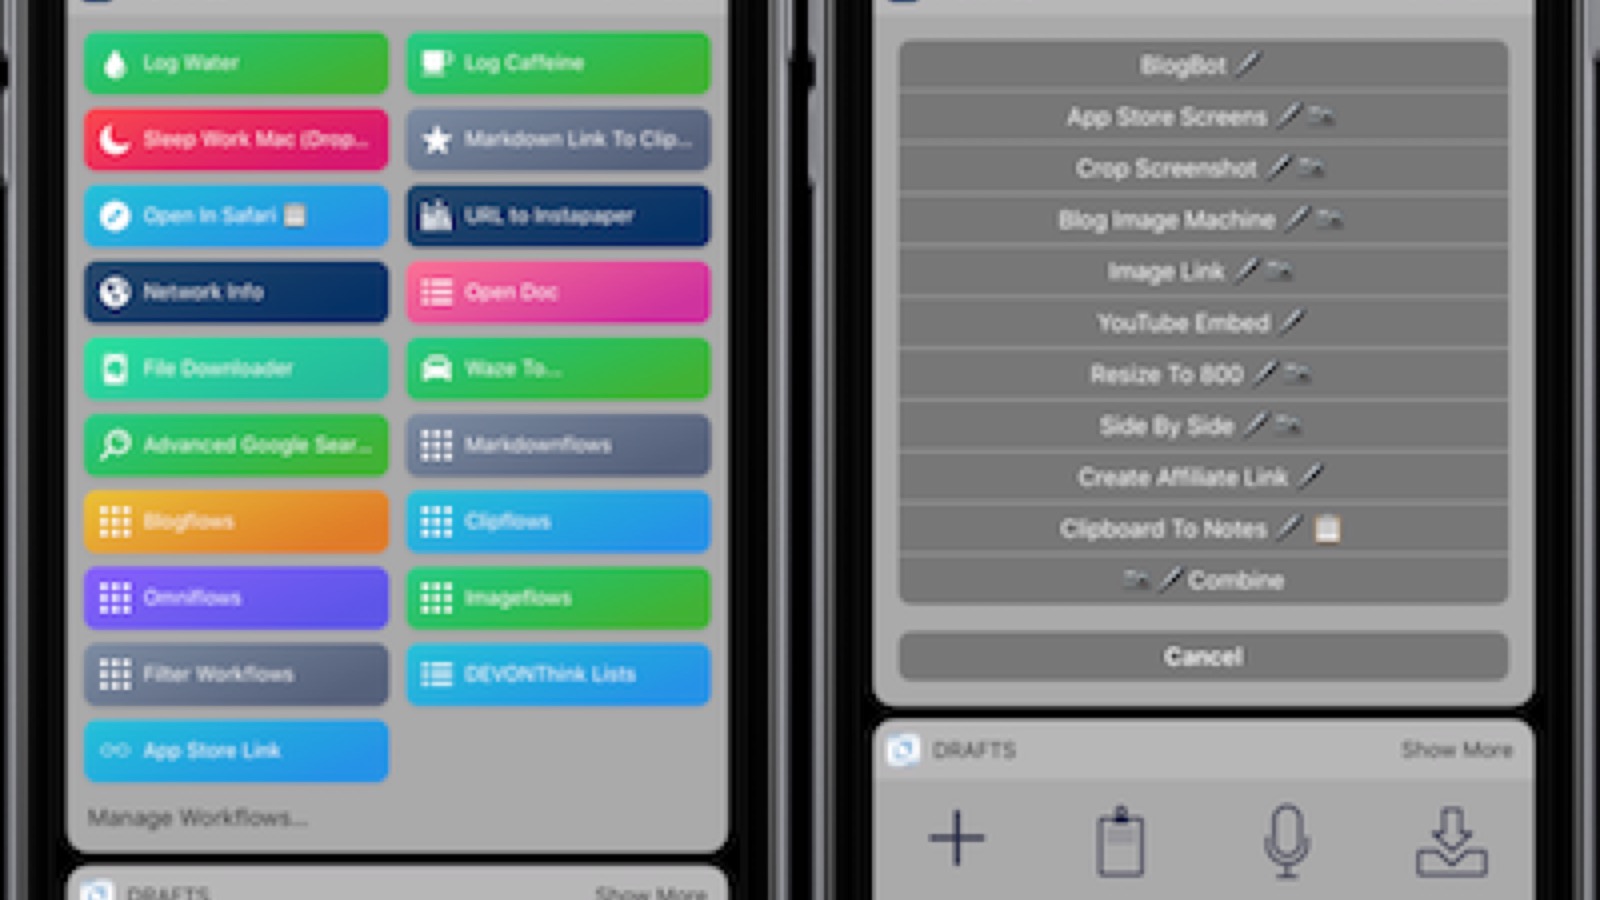 Log Water
Log Caffeine
Sleep Work Mac (Drop...
Markdown Link To Clip...
Open In Safari
URL to Instapaper
Network Info
Open Doc
File Downloader
Waze To...
Advanced Google Sear...
Markdownflows
Blogflows
Clipflows
Omniflows
Imageflows
Filter Workflows
DEVONThink Lists
App Store Link
Manage Workflows...
DRAFTS
Show More
BlogBot
App Store Screens
Crop Screenshot
Blog Image Machine
Image Link
YouTube Embed
Resize To 800
Side By Side
Create Affiliate Link
Clipboard To Notes
Combine
Cancel
DRAFTS
Show More